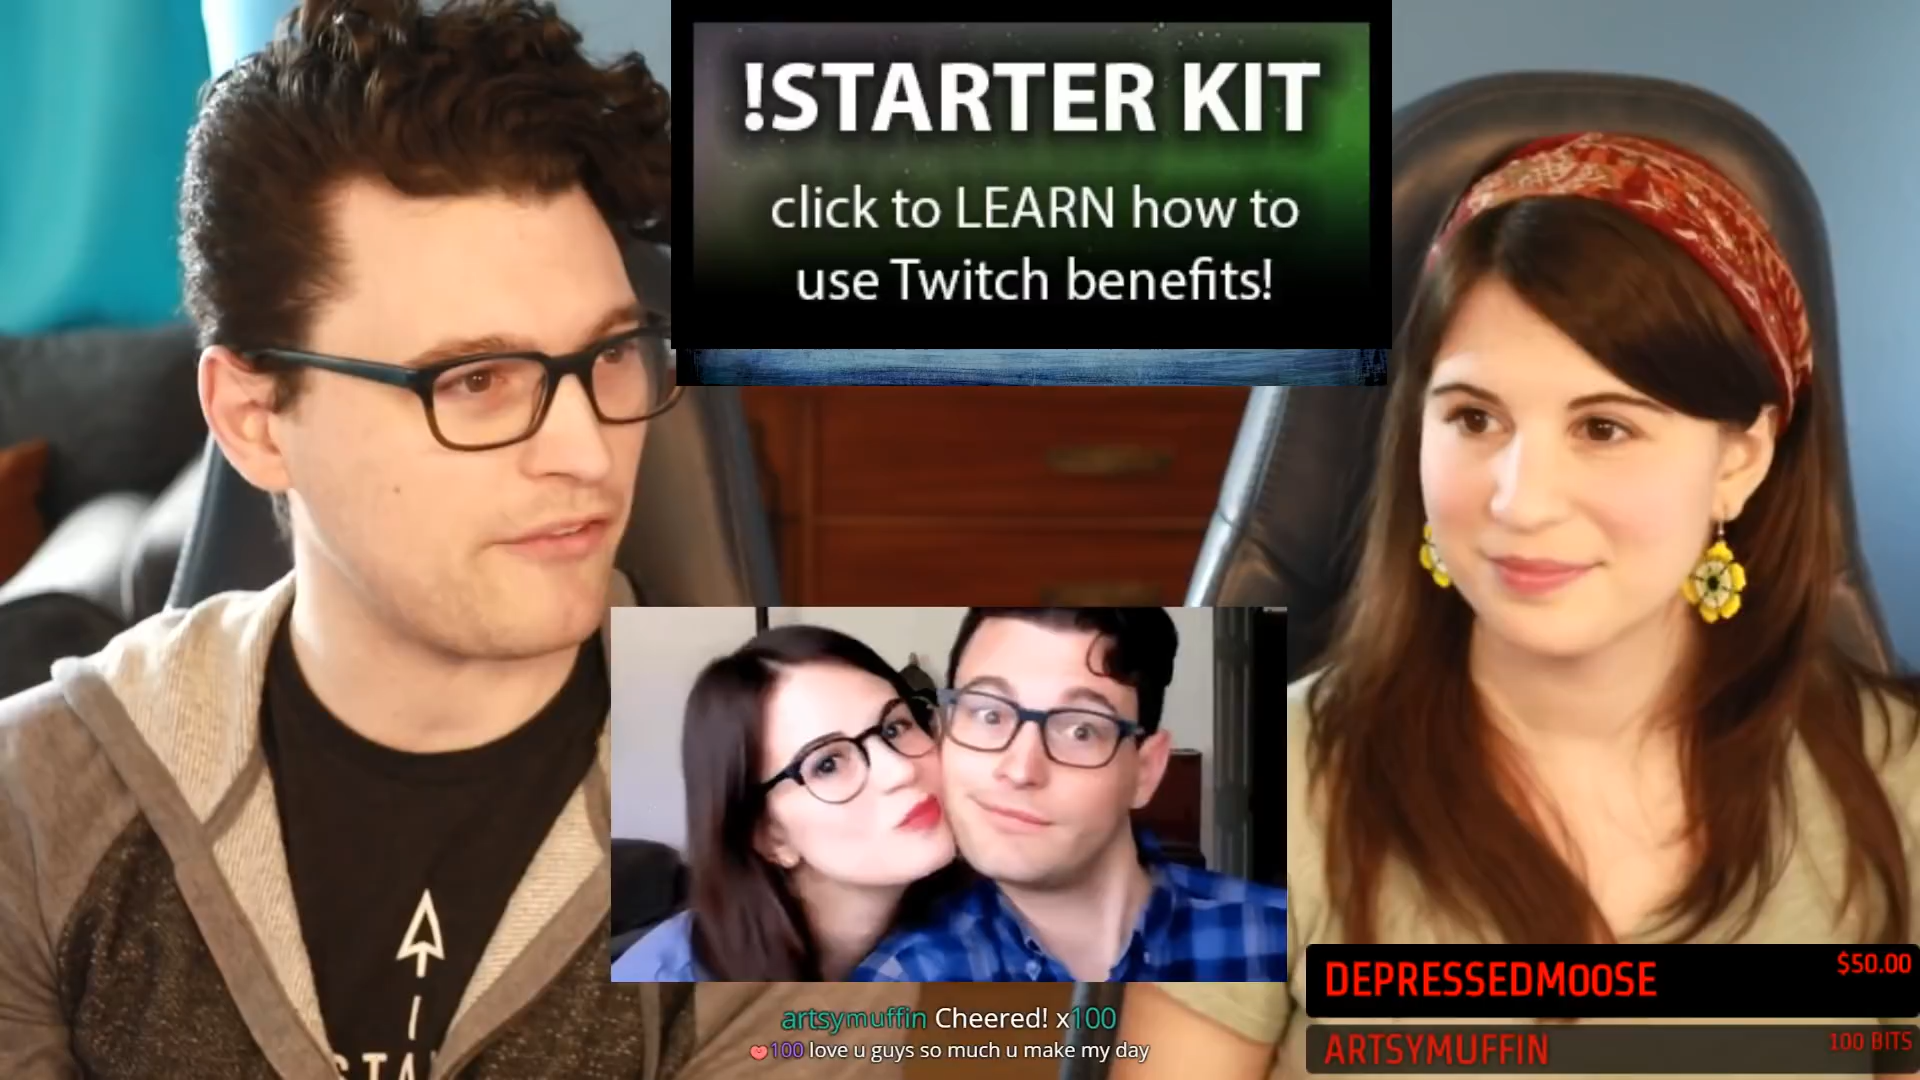 !STARTER KIT
click to LEARN how to
use Twitch benefits!
artsymuffin Cheered! x100
100 love u guys so much u make my day
DEPRESSEDMOOSE
$50.00
ARTSYMUFFIN
100 BITS
STA